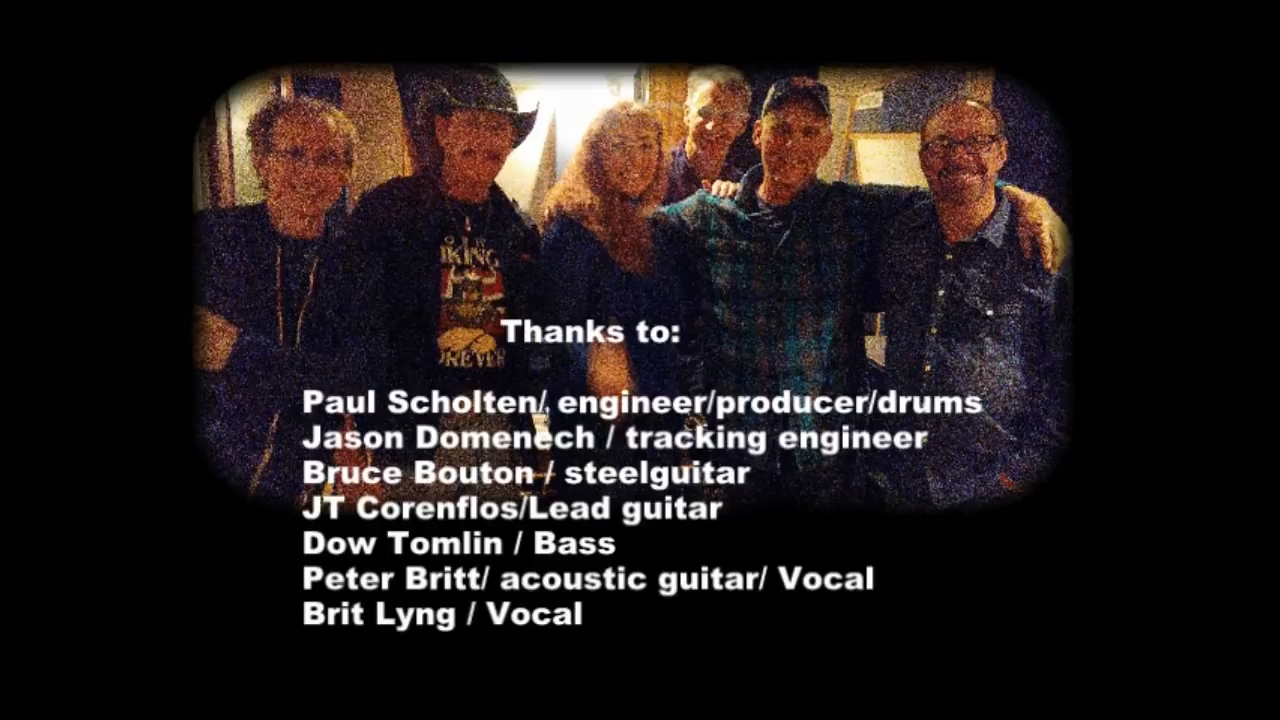 IKING
Thanks to:
Paul Scholten/ engineer/producer/drums
Jason Domenech / tracking engineer
Bruce Bouton / steelguitar
JT Corenflos/Lead guitar
Dow Tomlin / Bass
Peter Britt/ acoustic guitar/ Vocal
Brit Lyng / Vocal